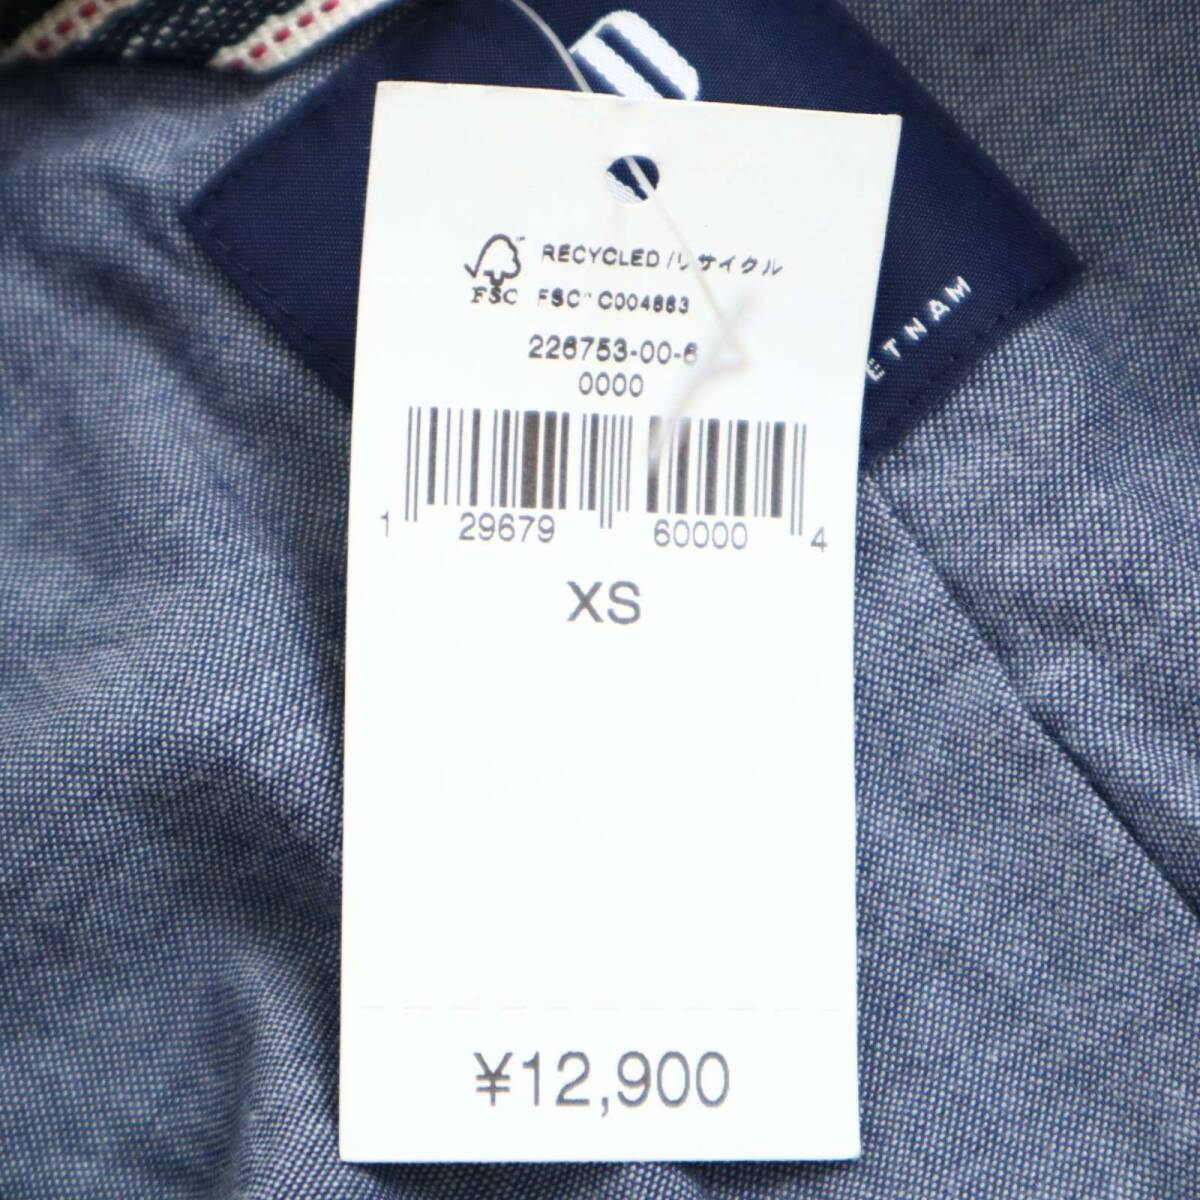 RECYCLED/リサイクル
FSC
FSC™ C004883
226753-00-6
0000
1 29679 60000 4
XS
¥12,900
ETNAM